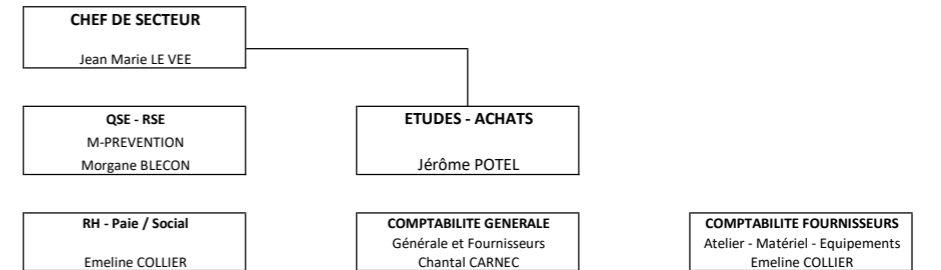 CHEF DE SECTEUR
Jean Marie LE VEE
QSE - RSE
M-PREVENTION
Morgane BLECON
ETUDES - ACHATS
Jérôme POTEL
RH - Paie / Social
Emeline COLLIER
COMPTABILITE GENERALE
Générale et Fournisseurs
Chantal CARNEC
COMPTABILITE FOURNISSEURS
Atelier - Matériel - Equipements
Emeline COLLIER